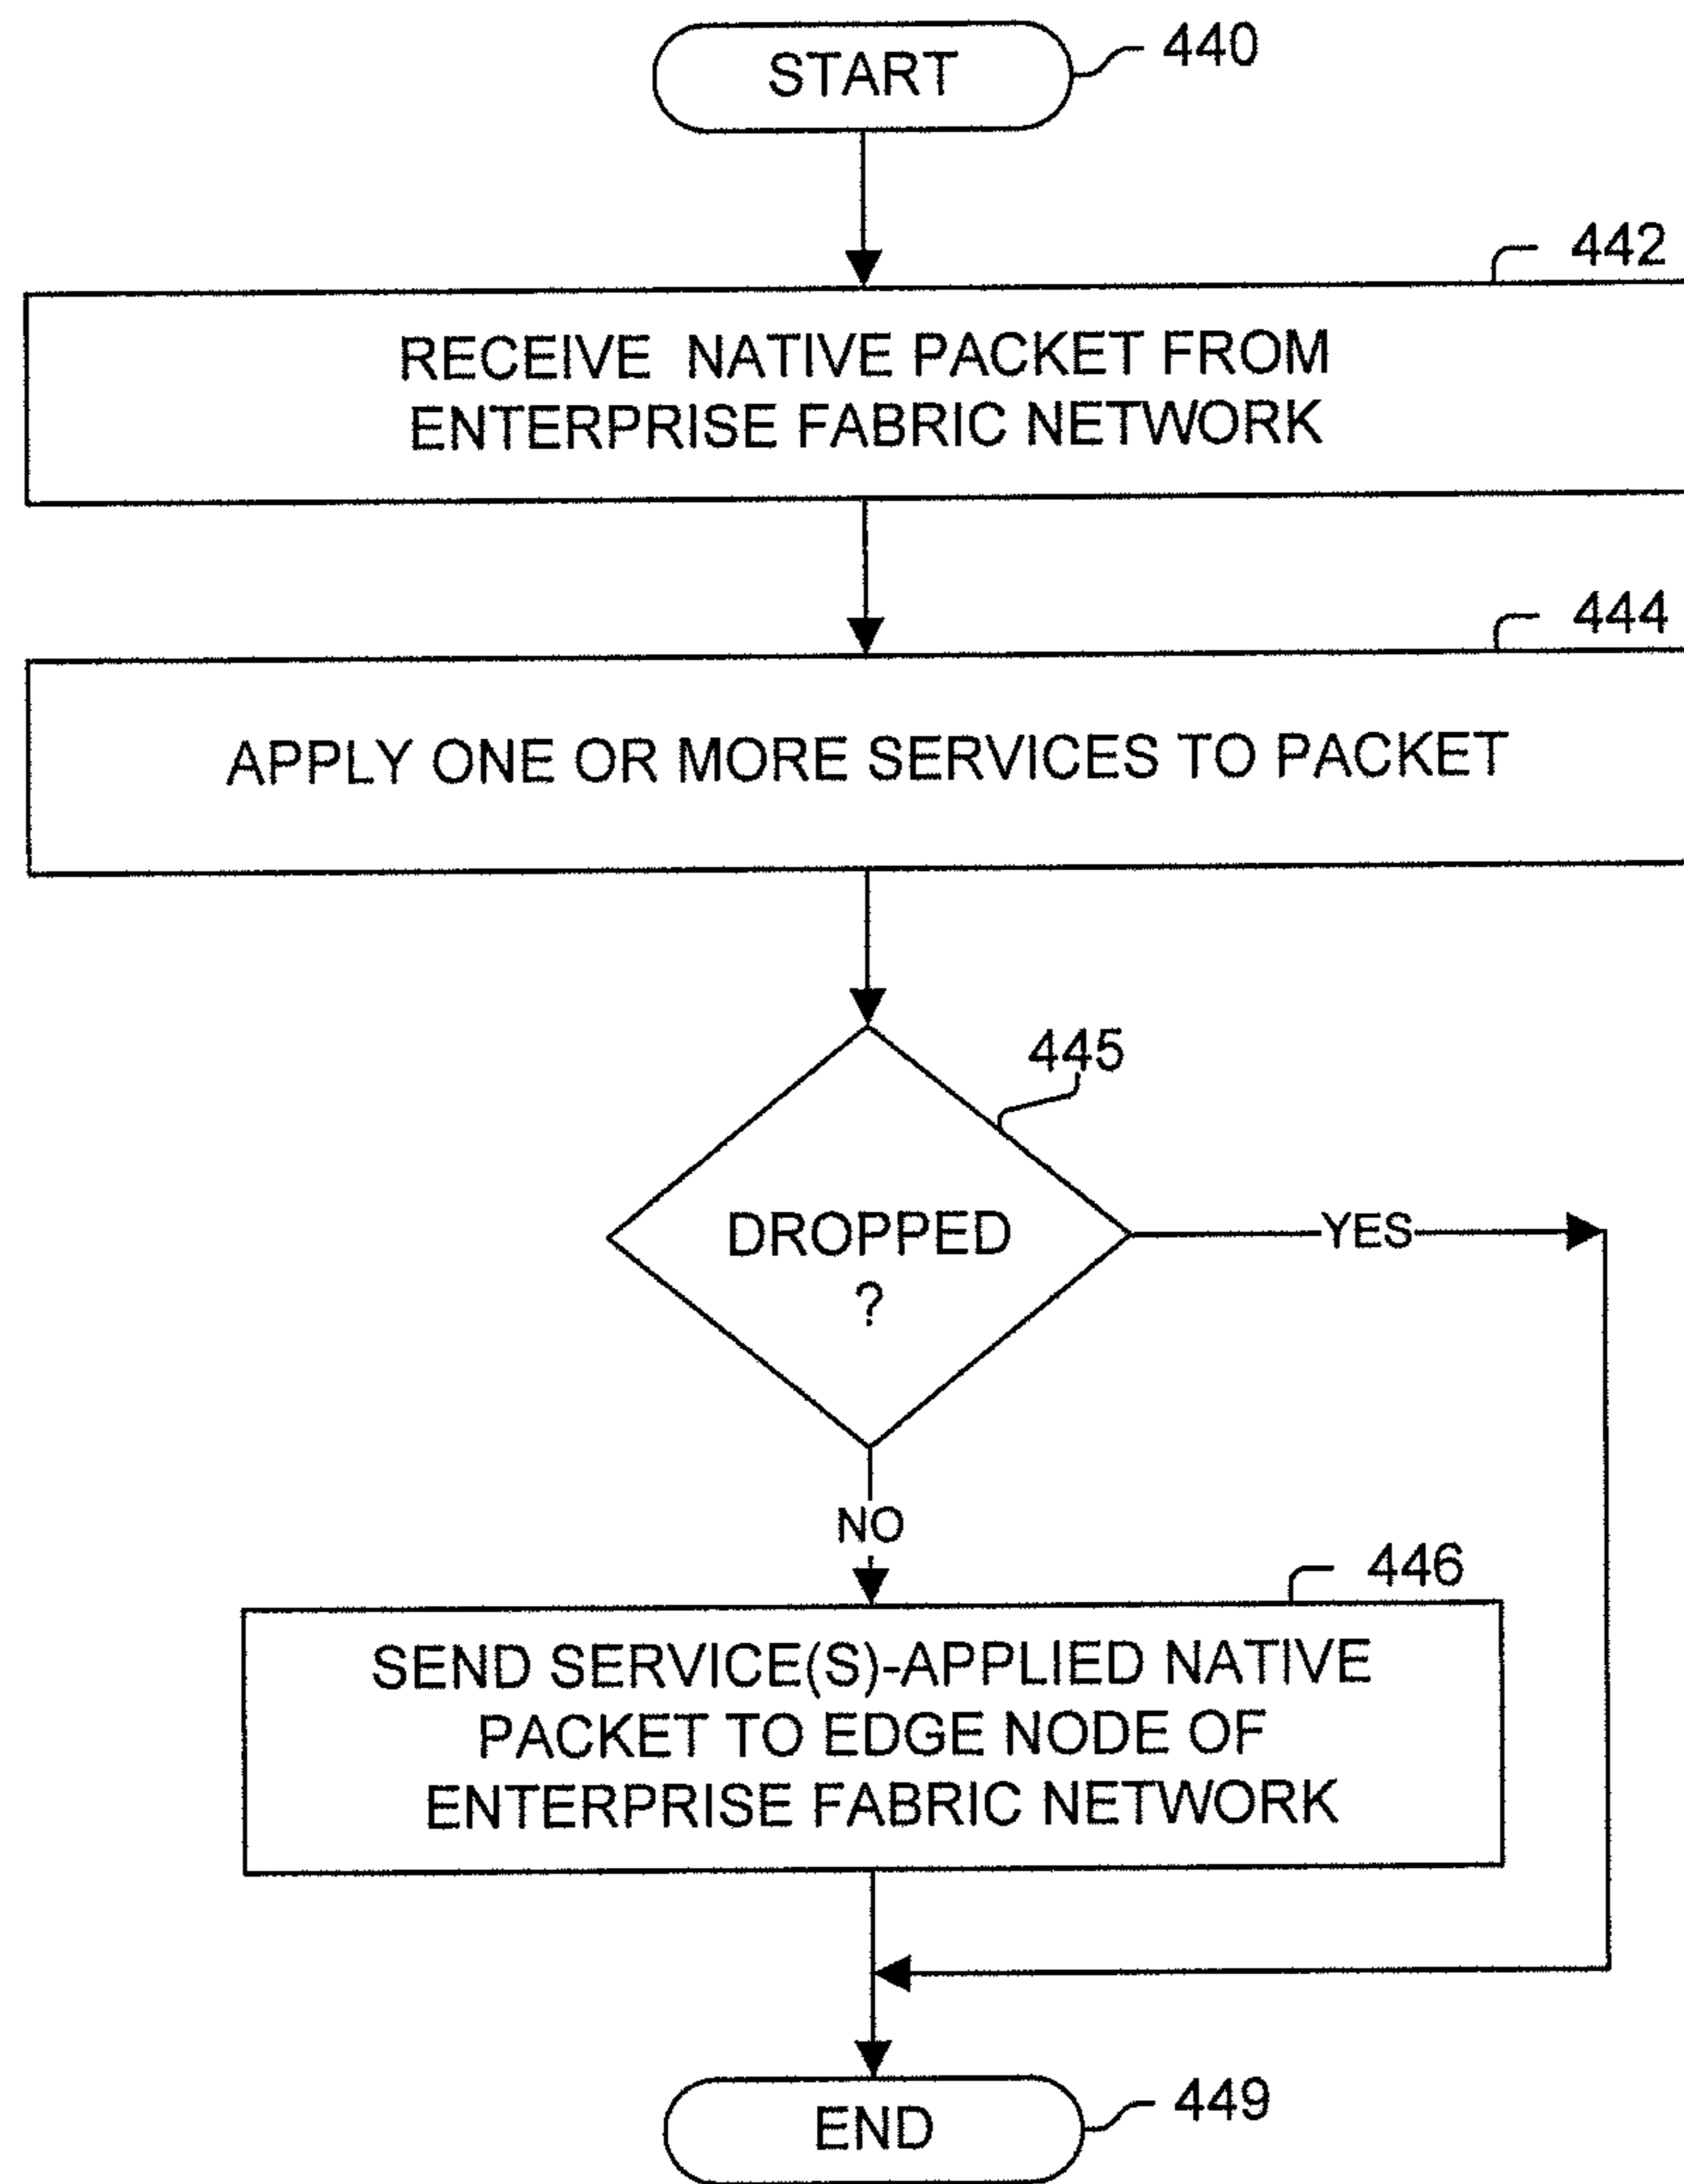 START
440
442
RECEIVE NATIVE PACKET FROM
ENTERPRISE FABRIC NETWORK
444
APPLY ONE OR MORE SERVICES TO PACKET
445
DROPPED
?
YES
NO
446
SEND SERVICE(S)-APPLIED NATIVE
PACKET TO EDGE NODE OF
ENTERPRISE FABRIC NETWORK
END
449